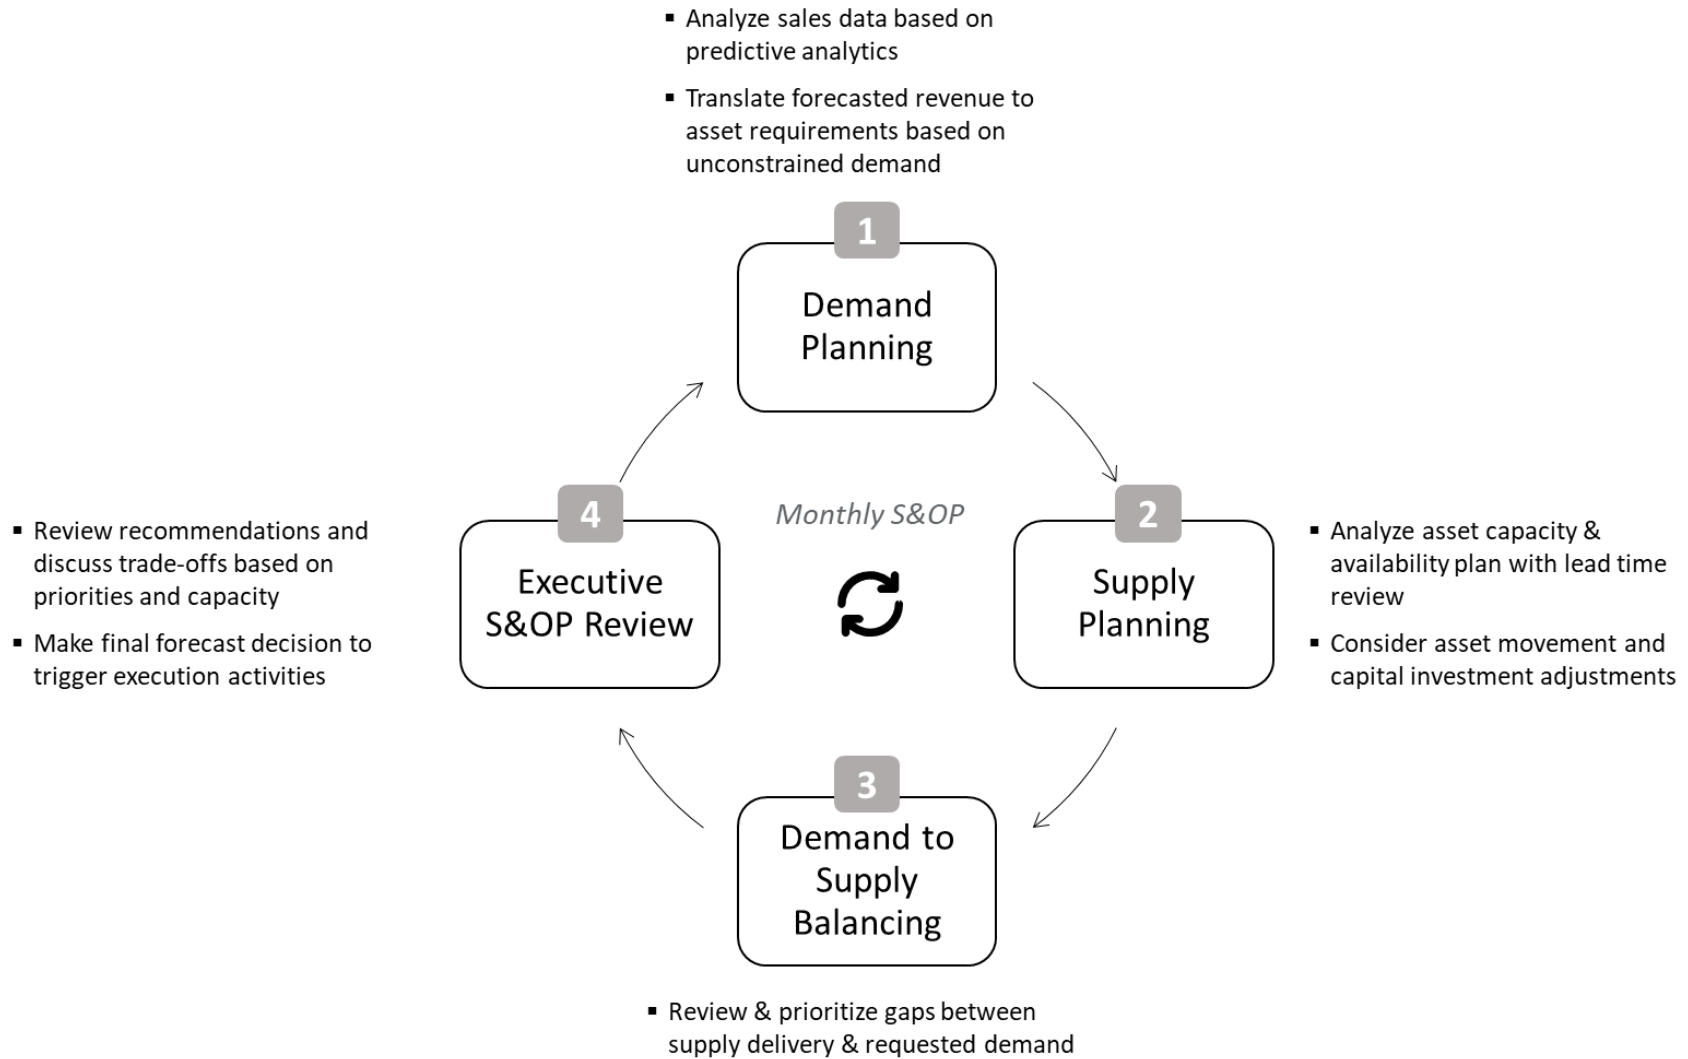 ▪ Analyze sales data based on
predictive analytics
▪ Translate forecasted revenue to
asset requirements based on
unconstrained demand
1
Demand
Planning
Monthly S&OP
2
Supply
Planning
▪ Analyze asset capacity &
availability plan with lead time
review
▪ Consider asset movement and
capital investment adjustments
3
Demand to
Supply
Balancing
▪ Review & prioritize gaps between
supply delivery & requested demand
4
Executive
S&OP Review
▪ Review recommendations and
discuss trade-offs based on
priorities and capacity
▪ Make final forecast decision to
trigger execution activities